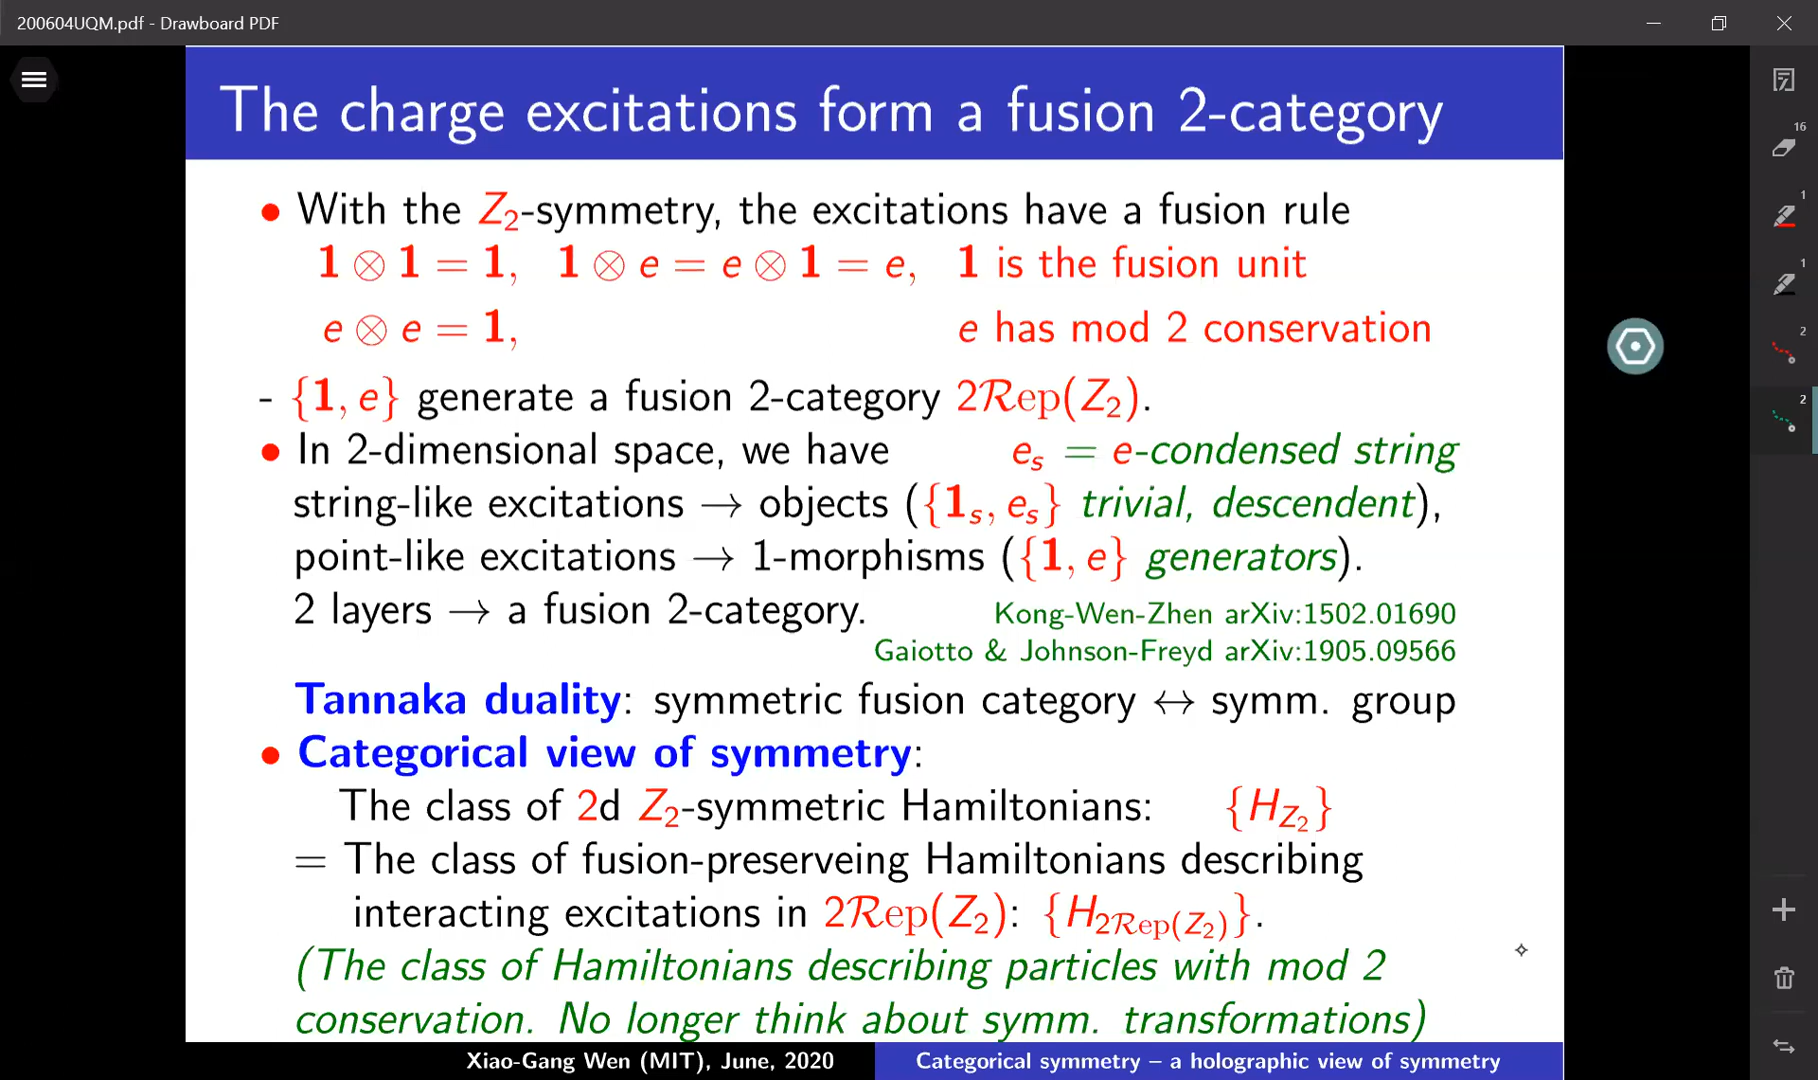 200604UQM.pdf - Drawboard PDF
The charge excitations form a fusion 2-category
• With the Z₂-symmetry, the excitations have a fusion rule
1 ⊗ 1 = 1, 1 ⊗ e = e ⊗ 1 = e, 1 is the fusion unit
e ⊗ e = 1, e has mod 2 conservation
- {1, e} generate a fusion 2-category 2Rep(Z₂).
• In 2-dimensional space, we have eₛ = e-condensed string
string-like excitations → objects ({1ₛ, eₛ} trivial, descendent),
point-like excitations → 1-morphisms ({1, e} generators).
2 layers → a fusion 2-category. Kong-Wen-Zhen arXiv:1502.01690
Gaiotto & Johnson-Freyd arXiv:1905.09566
Tannaka duality: symmetric fusion category ↔ symm. group
• Categorical view of symmetry:
The class of 2d Z₂-symmetric Hamiltonians: {H_{Z₂}}
= The class of fusion-preserveing Hamiltonians describing
interacting excitations in 2Rep(Z₂): {H_{2Rep(Z₂)}}.
(The class of Hamiltonians describing particles with mod 2
conservation. No longer think about symm. transformations)
Xiao-Gang Wen (MIT), June, 2020 Categorical symmetry – a holographic view of symmetry
16
1
1
2
2